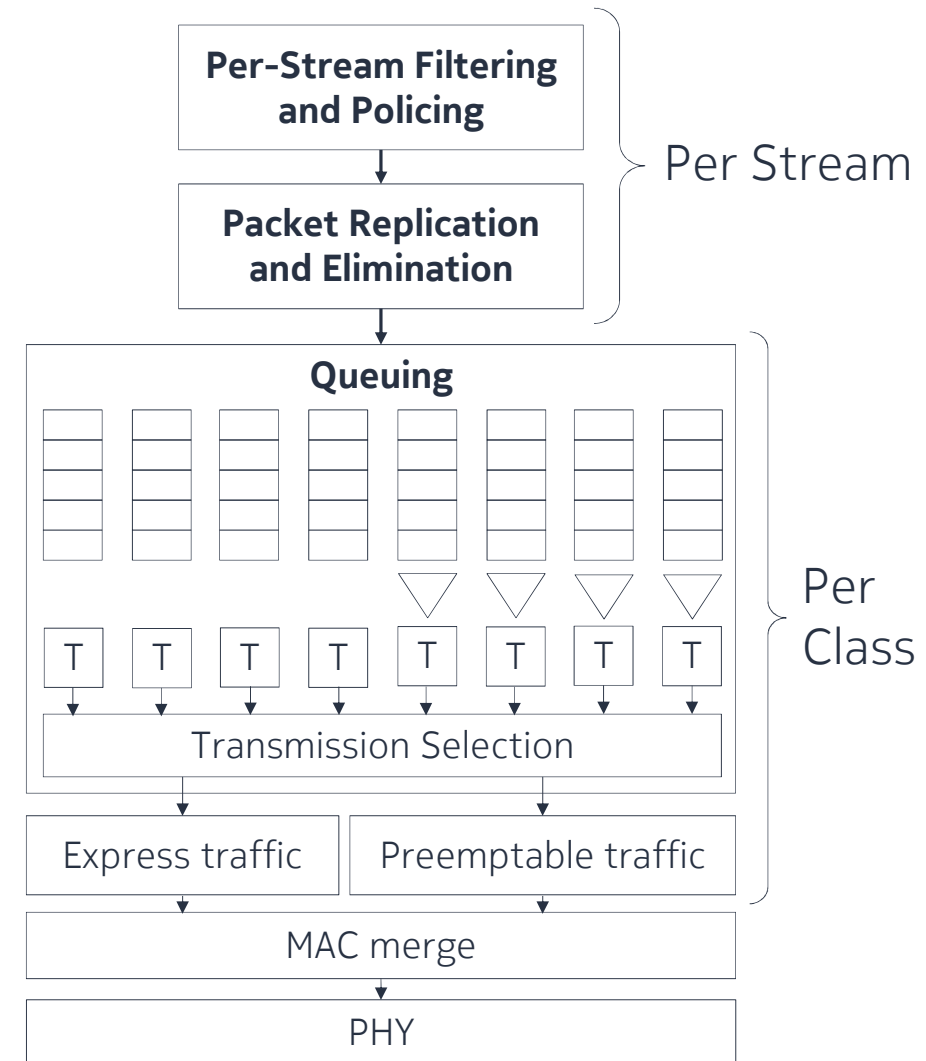 Per-Stream Filtering
and Policing
Per Stream
Packet Replication
and Elimination
Queuing
Per
Class
T T T T T T T T
Transmission Selection
Express traffic
Preemptable traffic
MAC merge
PHY